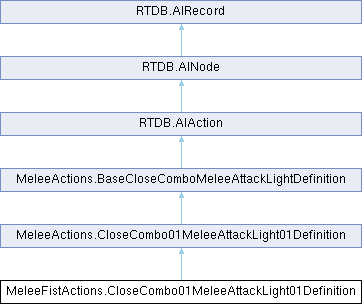 RTDB.AIRecord
RTDB.AINode
RTDB.AIAction
MeleeActions.BaseCloseComboMeleeAttackLightDefinition
MeleeActions.CloseCombo01MeleeAttackLight01Definition
MeleeFistActions.CloseCombo01MeleeAttackLight01Definition